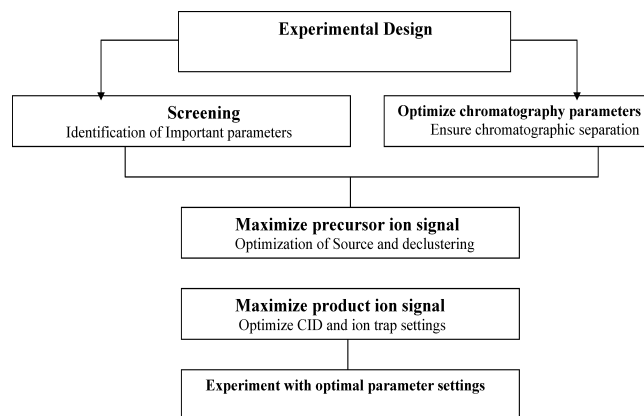 Experimental Design
Screening
Identification of Important parameters
Optimize chromatography parameters
Ensure chromatographic separation
Maximize precursor ion signal
Optimization of Source and declustering
Maximize product ion signal
Optimize CID and ion trap settings
Experiment with optimal parameter settings